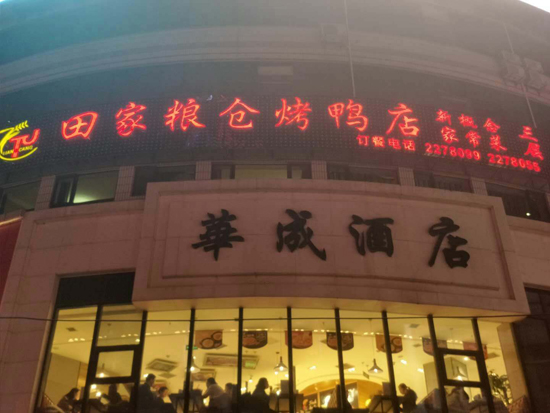 田家粮仓烤鸭店
新概念 三层
家常菜
订餐电话 2378099 2378055
華成酒店